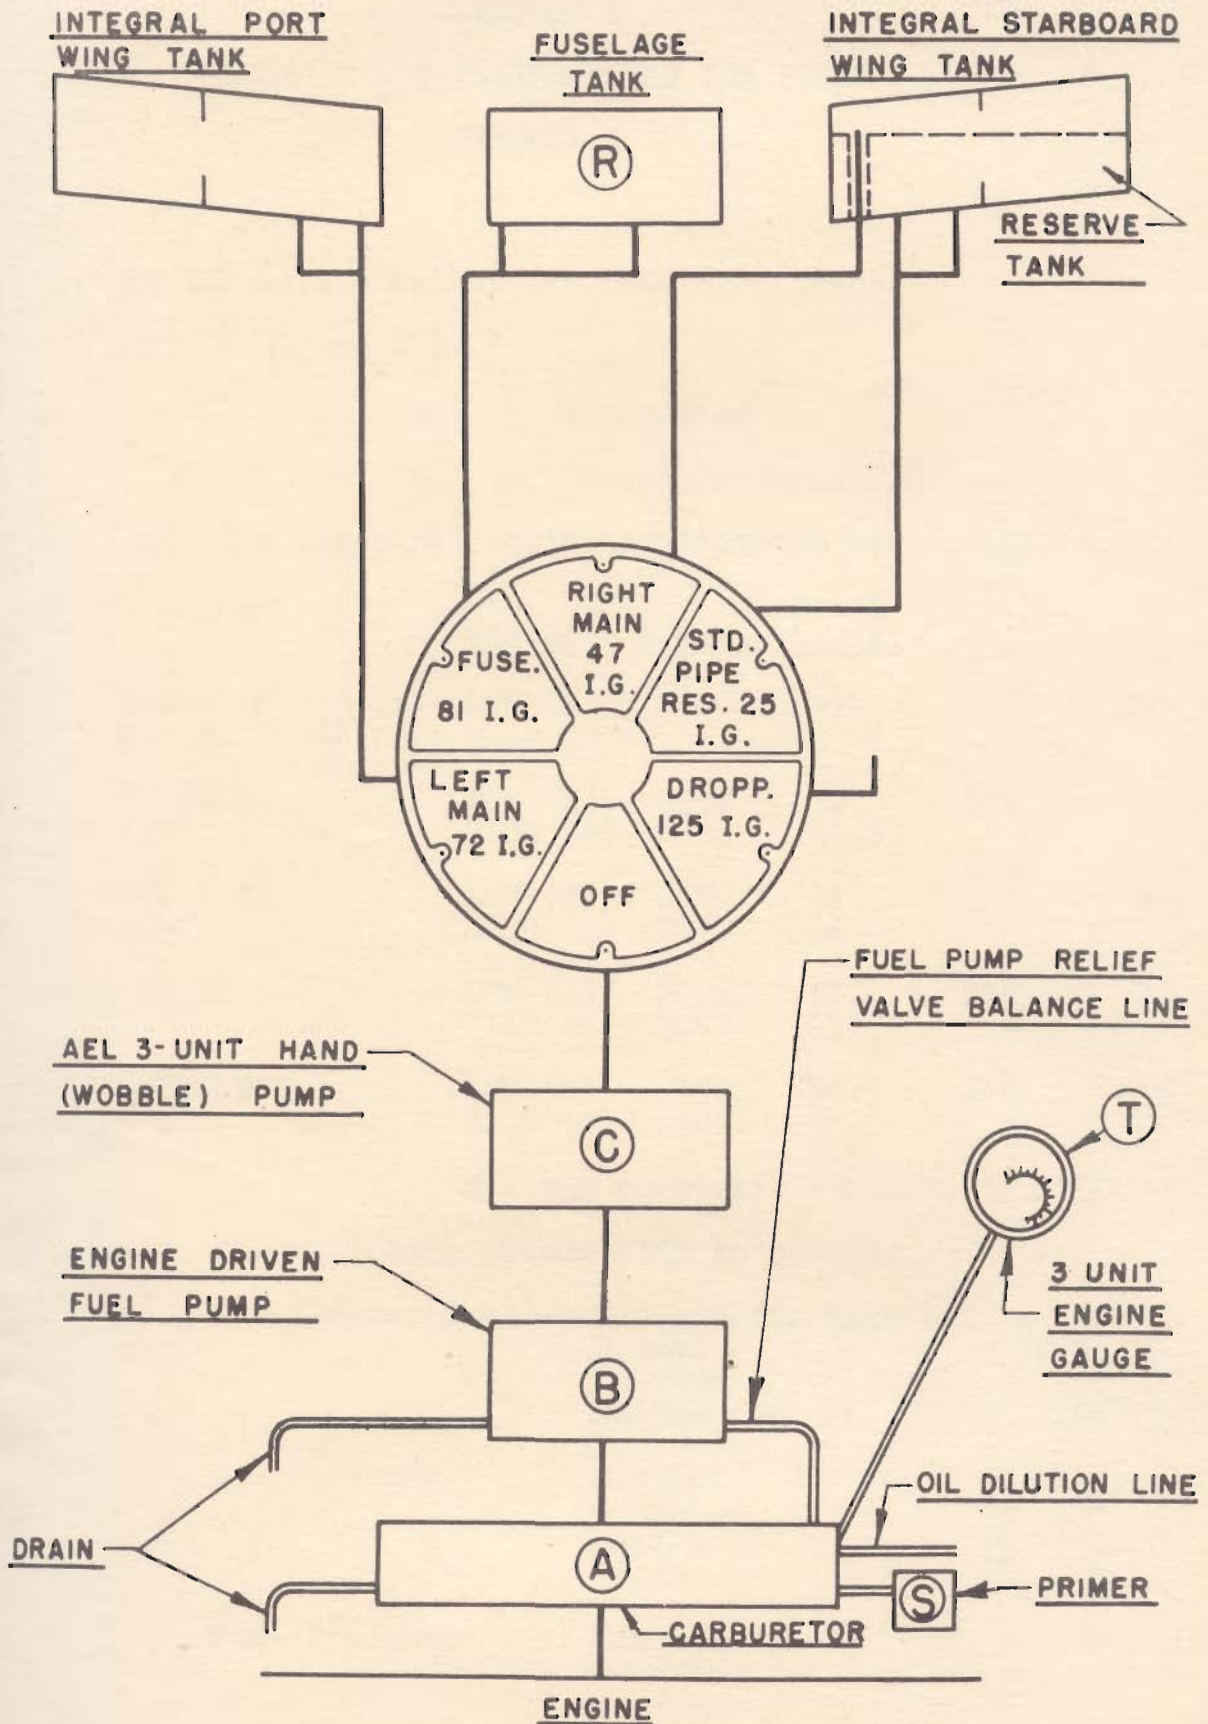 INTEGRAL PORT
WING TANK
FUSELAGE
TANK
INTEGRAL STARBOARD
WING TANK
R
RESERVE
TANK
RIGHT
MAIN
47
I.G.
FUSE.
81 I.G.
STD.
PIPE
RES. 25
I.G.
LEFT
MAIN
72 I.G.
DROPP.
125 I.G.
OFF
FUEL PUMP RELIEF
VALVE BALANCE LINE
AEL 3-UNIT HAND
(WOBBLE) PUMP
C
T
3 UNIT
ENGINE
GAUGE
ENGINE DRIVEN
FUEL PUMP
B
OIL DILUTION LINE
DRAIN
A
S
PRIMER
CARBURETOR
ENGINE